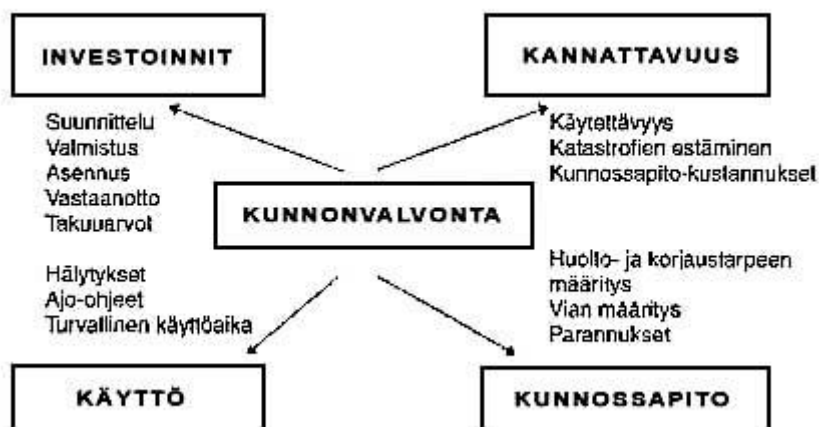 INVESTOINNIT
KANNATTAVUUS
Suunnittelu
Valmistus
Asennus
Vastaanotto
Takuuarvot
Käytettävyys
Katastrofien estäminen
Kunnossapito-kustannukset
KUNNONVALVONTA
Hälytykset
Ajo-ohjeet
Turvallinen käyttöaika
Huolto- ja korjaustarpeen
määritys
Vian määritys
Parannukset
KÄYTTÖ
KUNNOSSAPITO